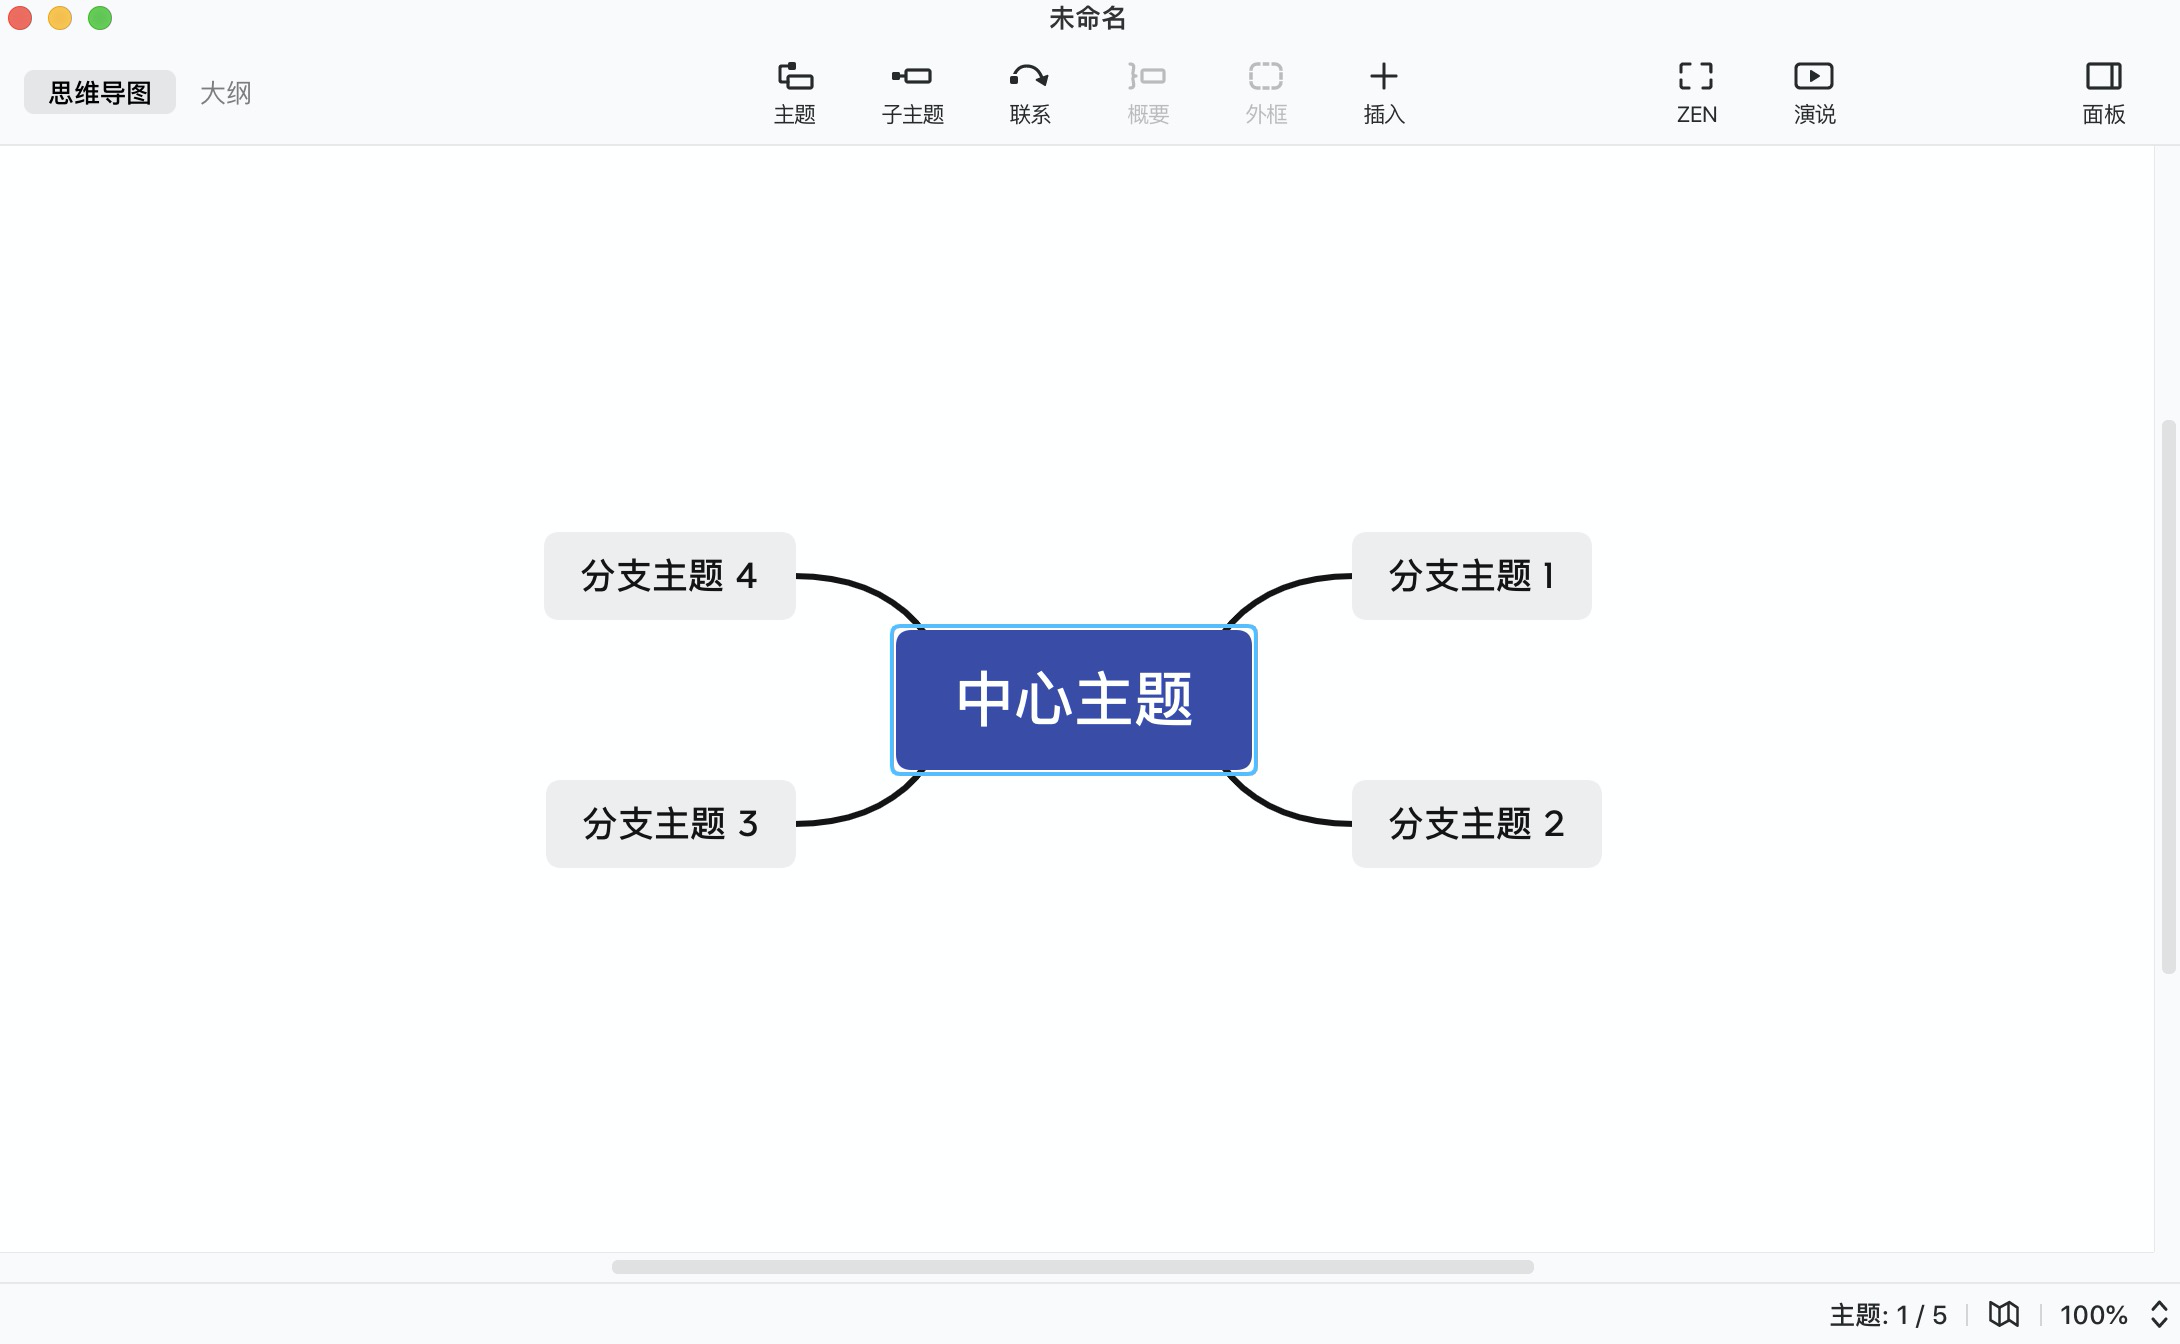 未命名
思维导图 大纲 主题 子主题 联系 概要 外框 插入 ZEN 演说 面板
分支主题 4 分支主题 1
中心主题
分支主题 3 分支主题 2
主题: 1 / 5 100%